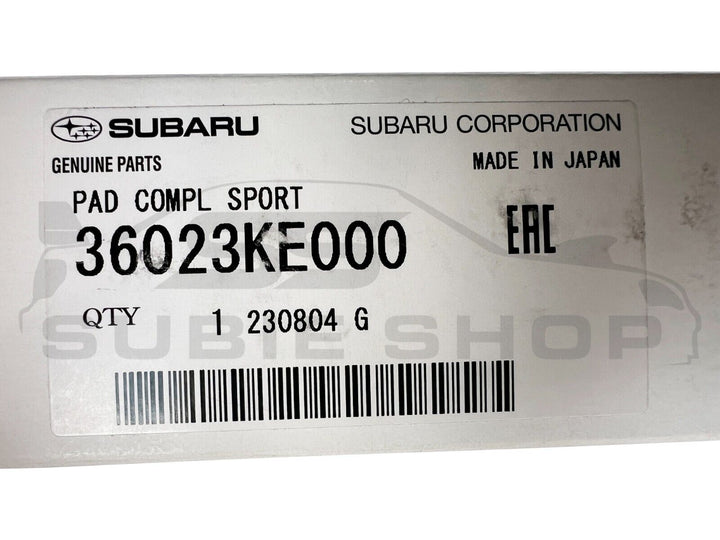 SUBARU SUBARU CORPORATION
GENUINE PARTS MADE IN JAPAN
PAD COMPL SPORT
36023KE000 EAC
QTY 1 230804 G
SUBIE SHOP